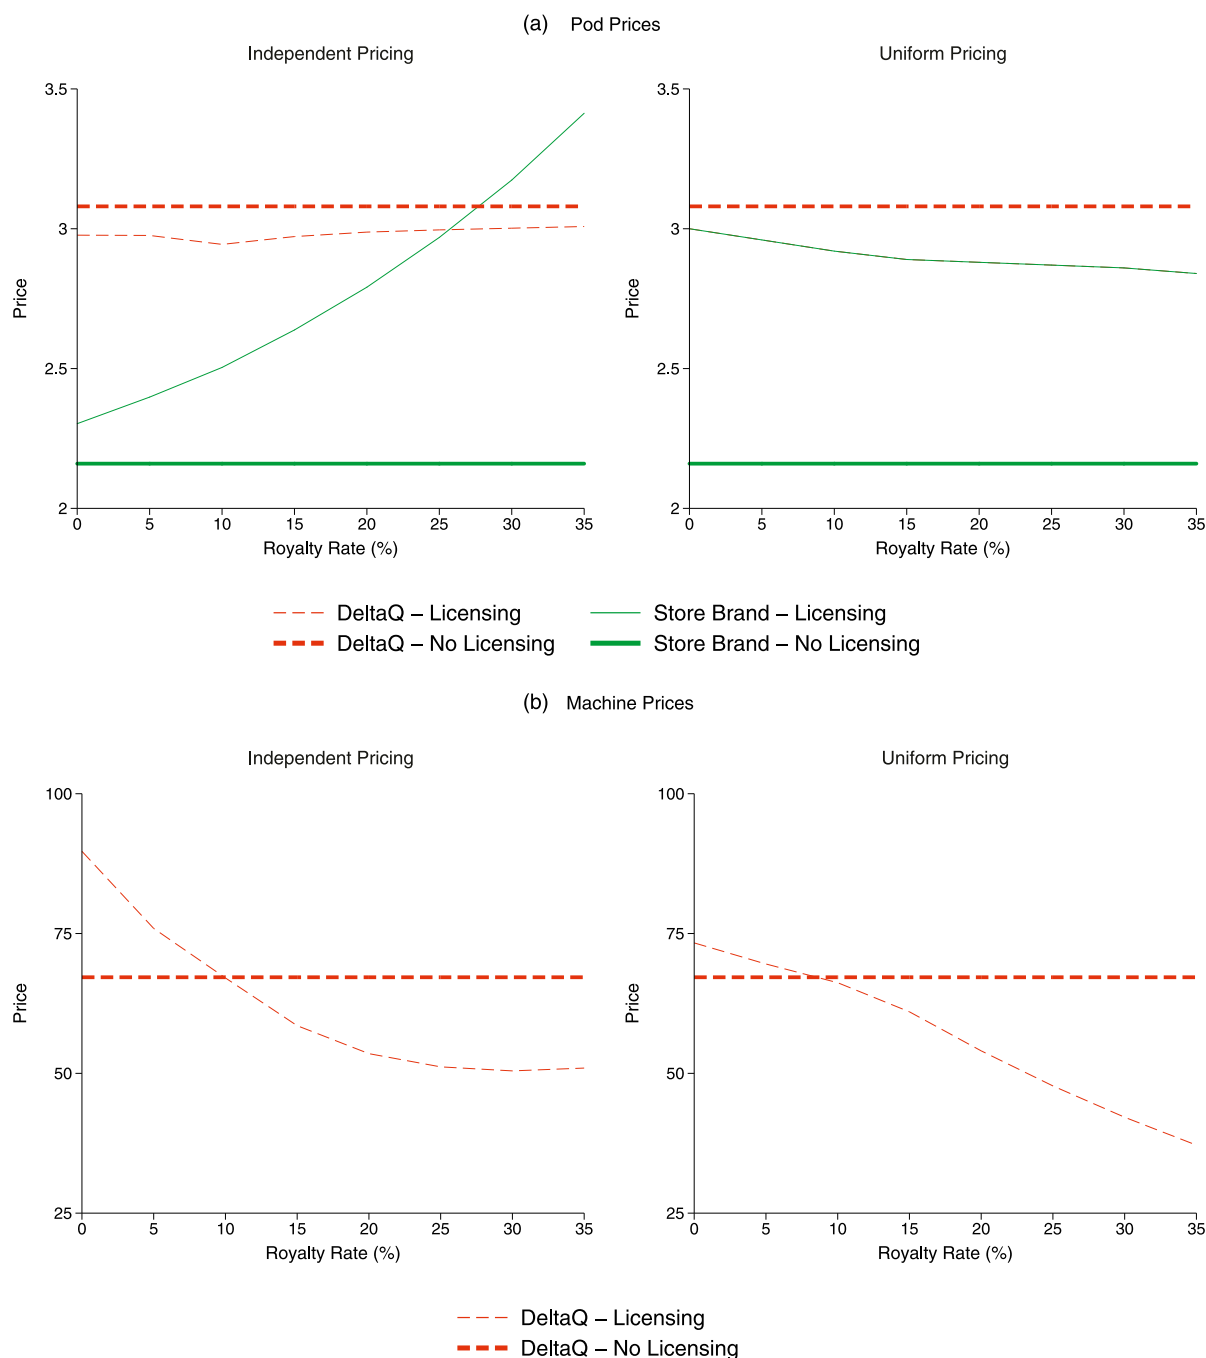 (a) Pod Prices
Independent Pricing
3.5
3
2.5
2
Price
0 5 10 15 20 25 30 35
Royalty Rate (%)
Uniform Pricing
3.5
3
2.5
2
Price
0 5 10 15 20 25 30 35
Royalty Rate (%)
DeltaQ – Licensing
Store Brand – Licensing
DeltaQ – No Licensing
Store Brand – No Licensing
(b) Machine Prices
Independent Pricing
100
75
50
25
Price
0 5 10 15 20 25 30 35
Royalty Rate (%)
Uniform Pricing
100
75
50
25
Price
0 5 10 15 20 25 30 35
Royalty Rate (%)
DeltaQ – Licensing
DeltaQ – No Licensing